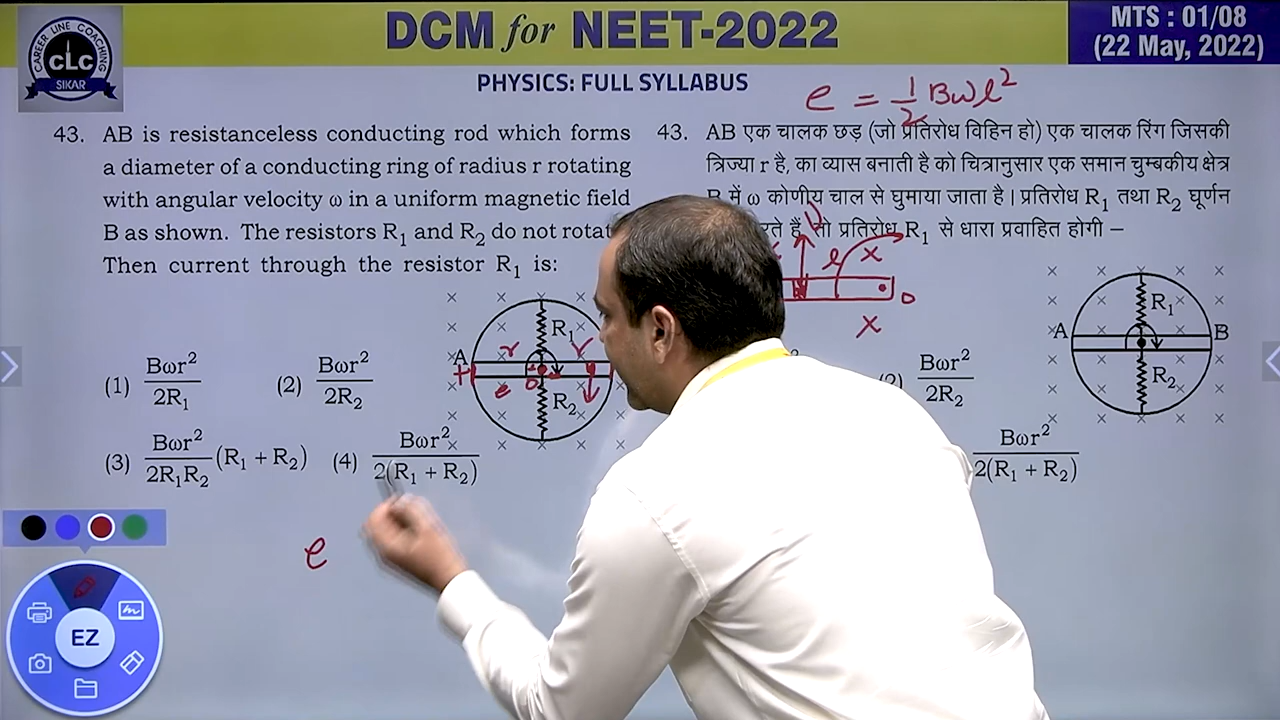 CAREER LINE COACHING
CLC
SIKAR
DCM for NEET-2022
MTS : 01/08
(22 May, 2022)
PHYSICS: FULL SYLLABUS
e = 1/2 Bωl²
43. AB is resistanceless conducting rod which forms
a diameter of a conducting ring of radius r rotating
with angular velocity ω in a uniform magnetic field
B as shown. The resistors R₁ and R₂ do not
Then current through the resistor R₁ is:
A
R₁
R₂
r
r
+
e
o
(1) Bωr²/2R₁ (2) Bωr²/2R₂
(3) Bωr²/2R₁R₂ (R₁ + R₂) (4) Bωr²/2(R₁ + R₂)
e
43. AB एक चालक छड़ (जो प्रतिरोध विहिन हो) एक चालक रिंग जिसकी
त्रिज्या r है, का व्यास बनाती है को चित्रानुसार एक समान चुम्बकीय क्षेत्र
B में ω कोणीय चाल से घुमाया जाता है। प्रतिरोध R₁ तथा R₂ घूर्णन
हैं, तो प्रतिरोध R₁ से धारा प्रवाहित होगी –
l
x
o
x
A
R₁
B
R₂
(2) Bωr²/2R₂
Bωr²/2(R₁ + R₂)
EZ